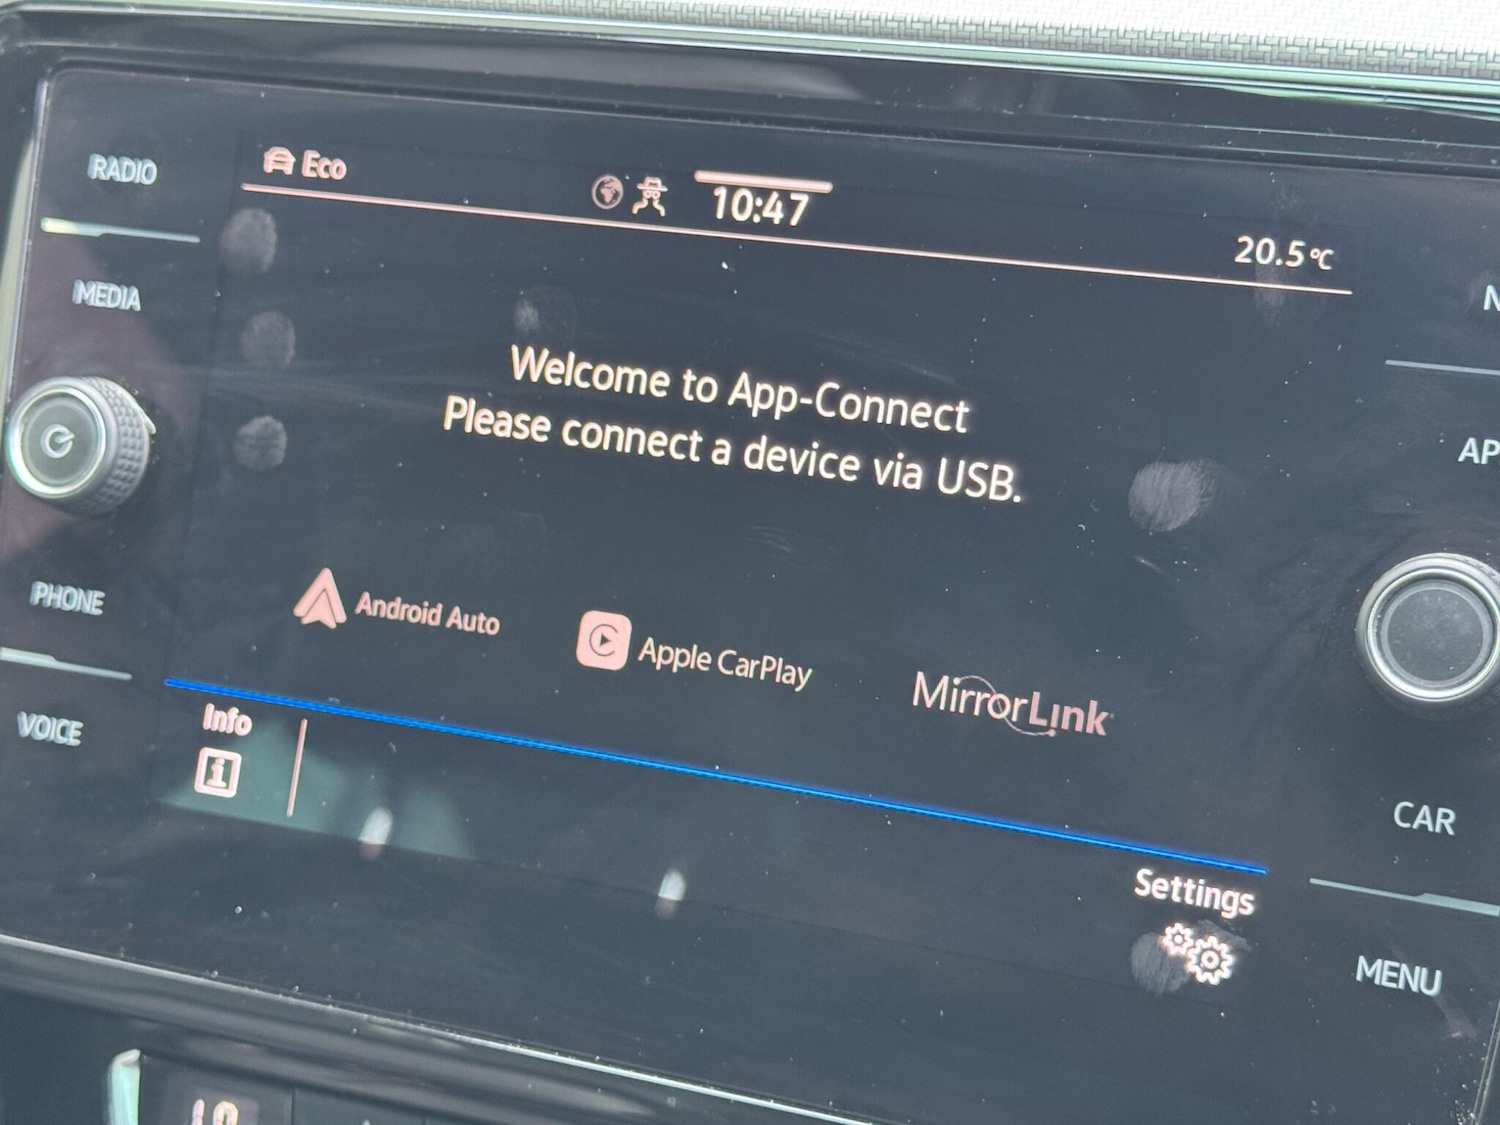 RADIO
MEDIA
PHONE
VOICE
Eco
10:47
20.5°C
Welcome to App-Connect
Please connect a device via USB.
Android Auto
Apple CarPlay
MirrorLink
Info
Settings
CAR
MENU
LO